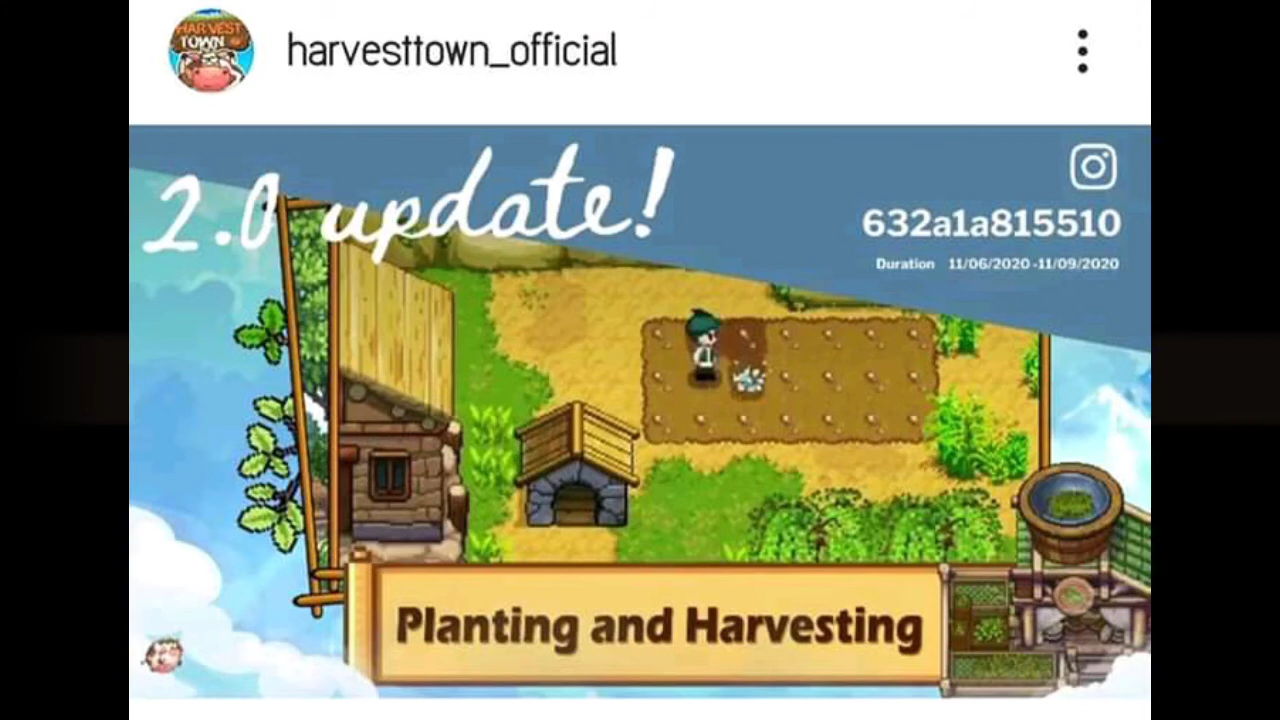 HARVEST
TOWN
harvesttown_official
2.0 update!
632a1a815510
Duration 11/06/2020 -11/09/2020
Planting and Harvesting